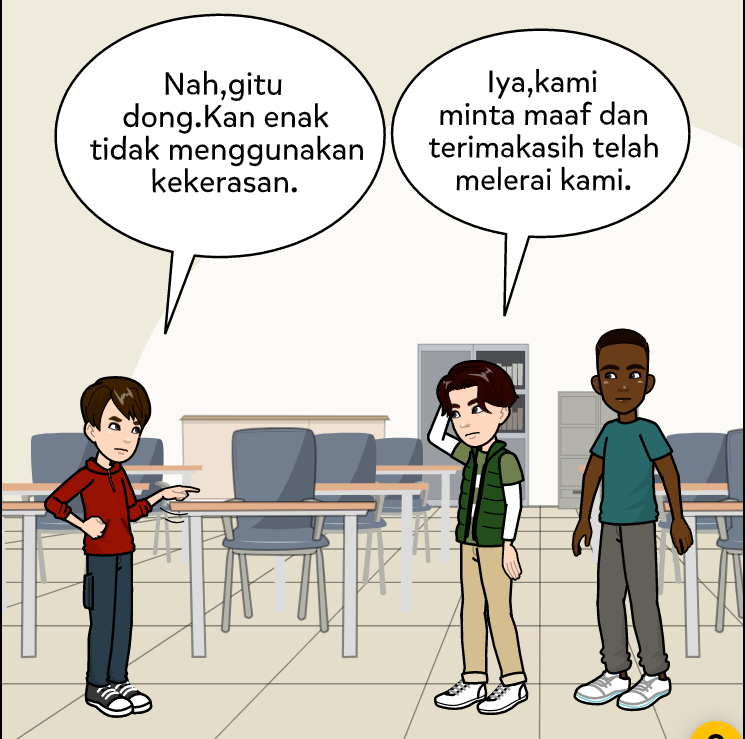 Nah,gitu
dong.Kan enak
tidak menggunakan
kekerasan.
Iya,kami
minta maaf dan
terimakasih telah
melerai kami.